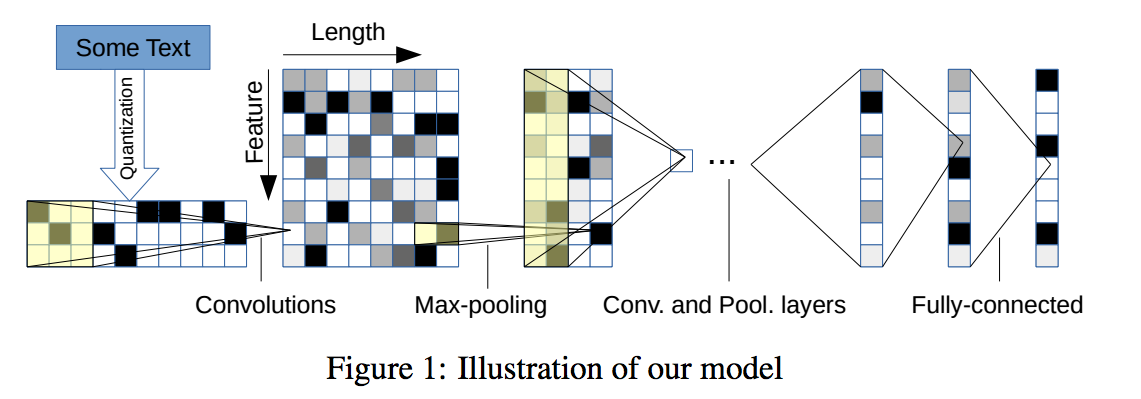 Some Text
Quantization
Length
Feature
Convolutions
Max-pooling
...
Conv. and Pool. layers
Fully-connected
Figure 1: Illustration of our model